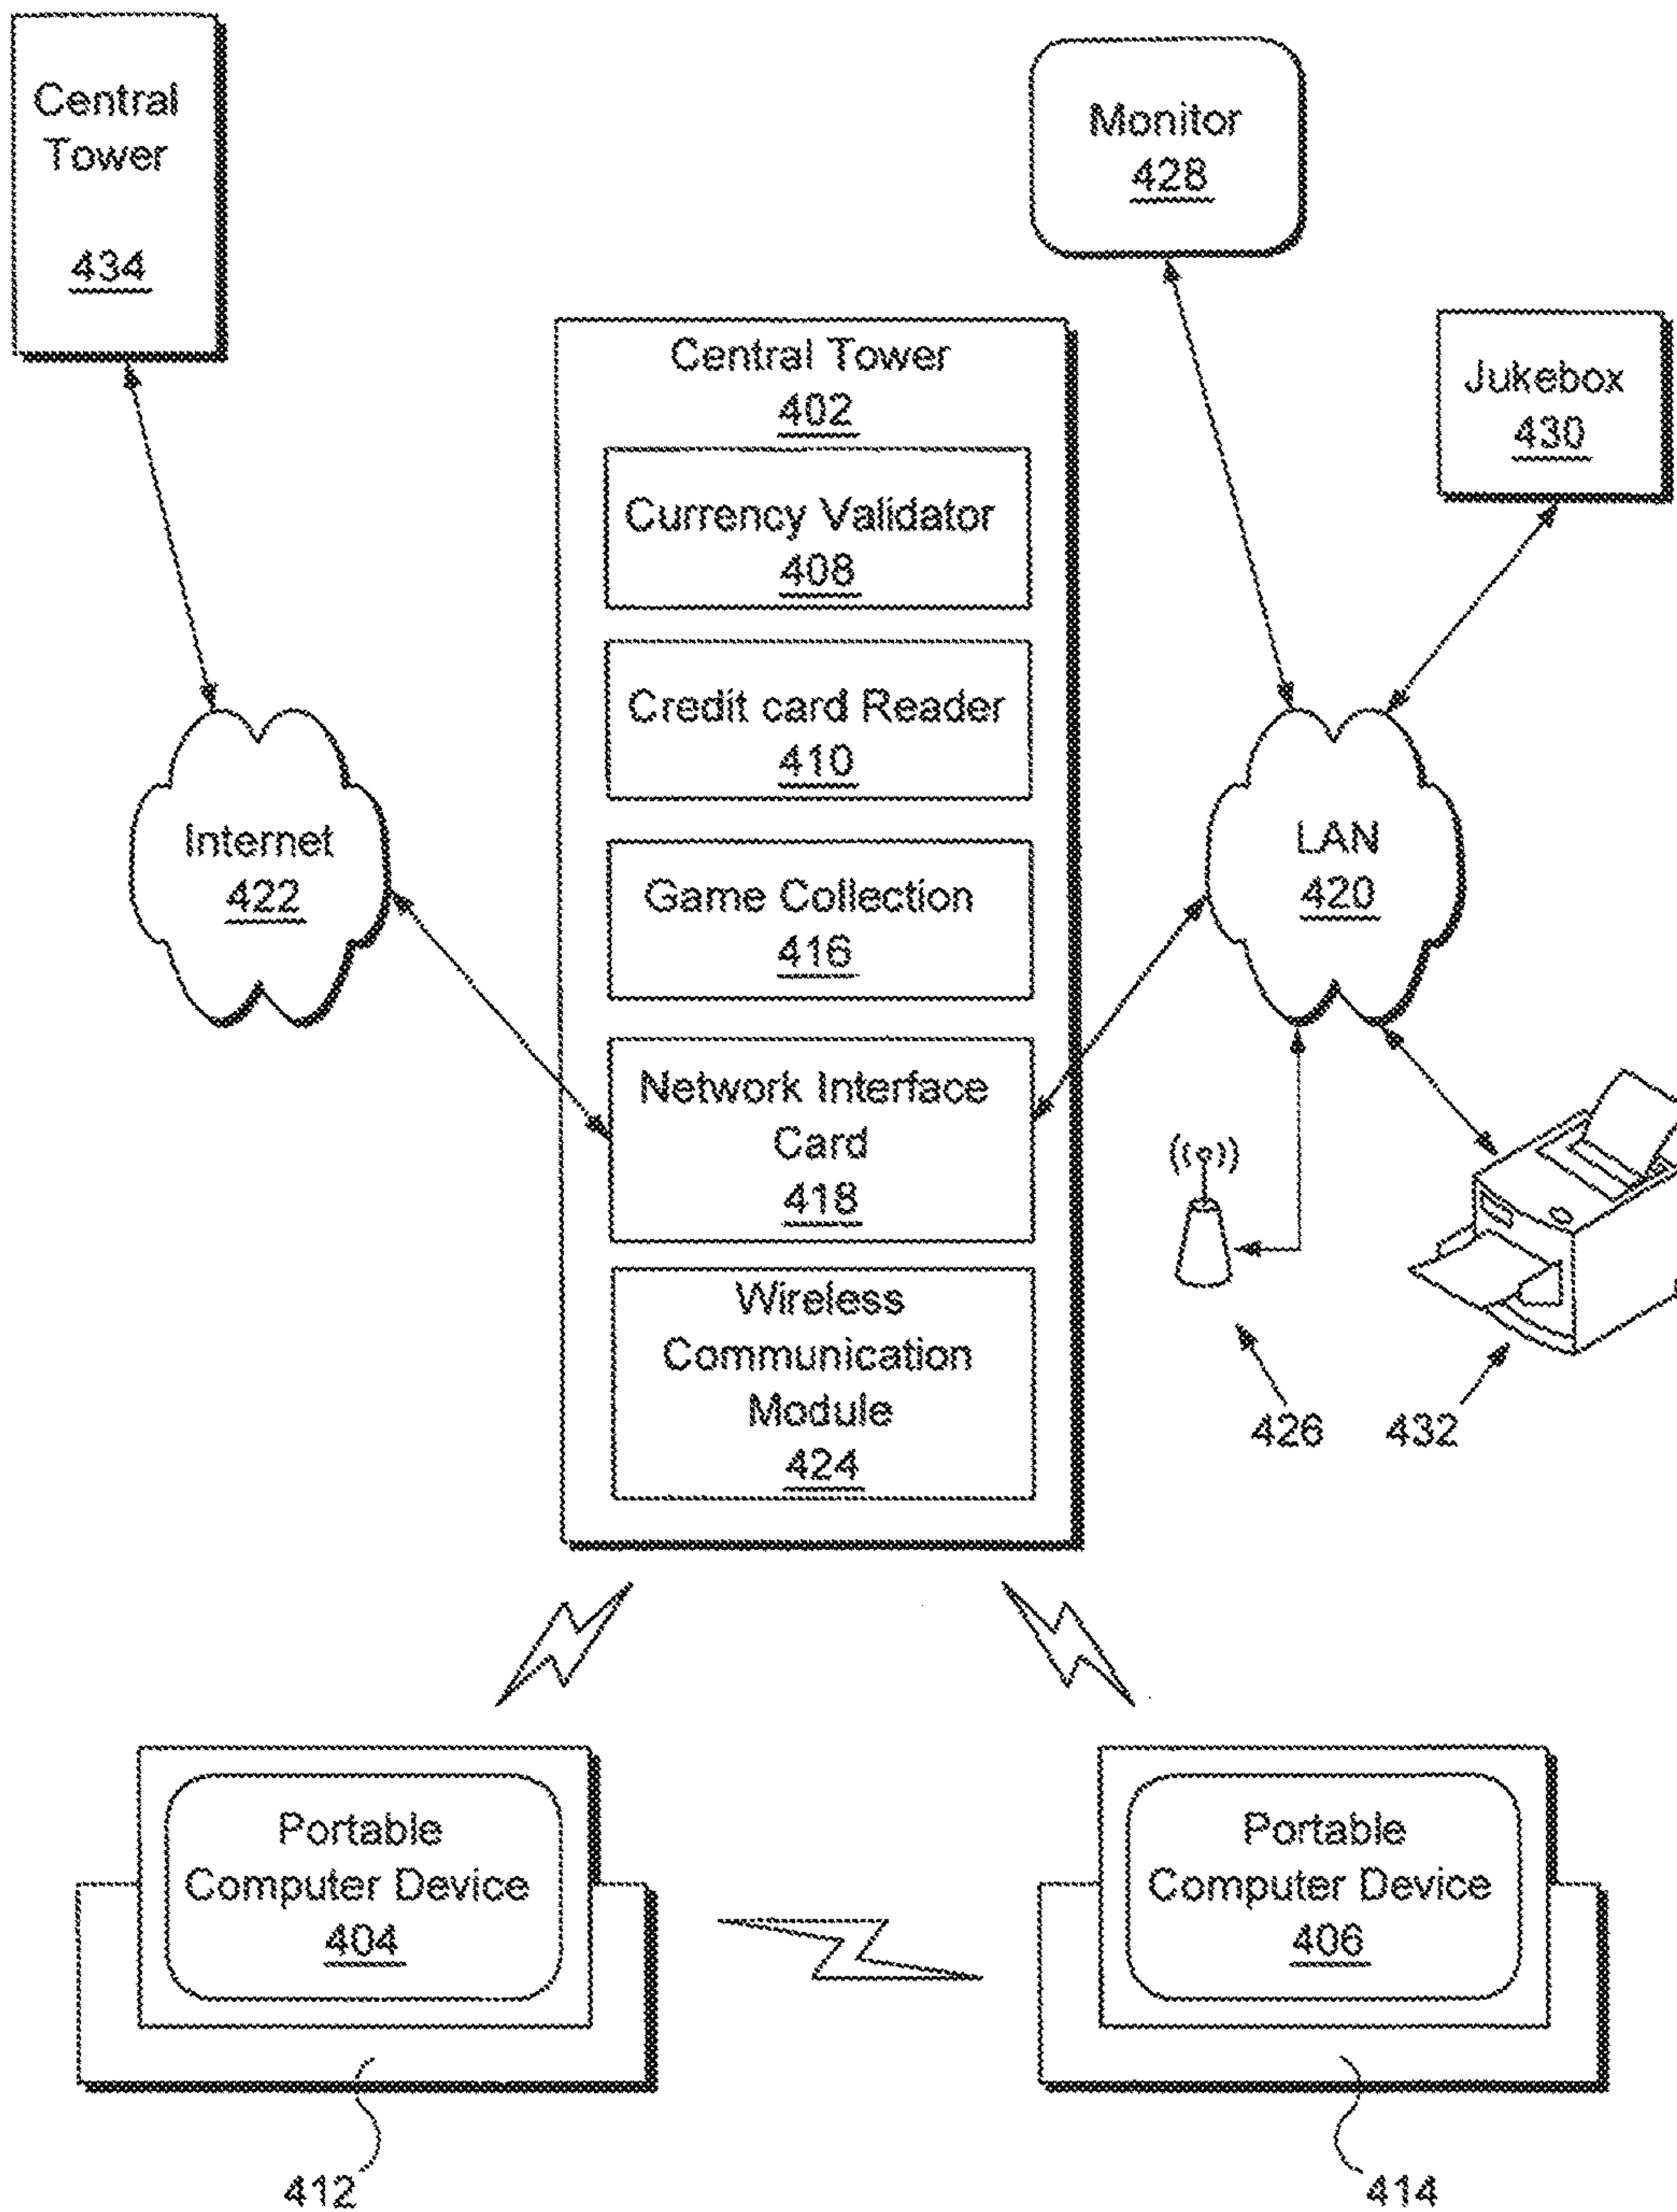 Central
Tower
434
Monitor
428
Central Tower
402
Jukebox
430
Currency Validator
408
Credit card Reader
410
Internet
422
Game Collection
416
LAN
420
Network Interface
Card
418
Wireless
Communication
Module
424
426
432
Portable
Computer Device
404
Portable
Computer Device
406
412
414